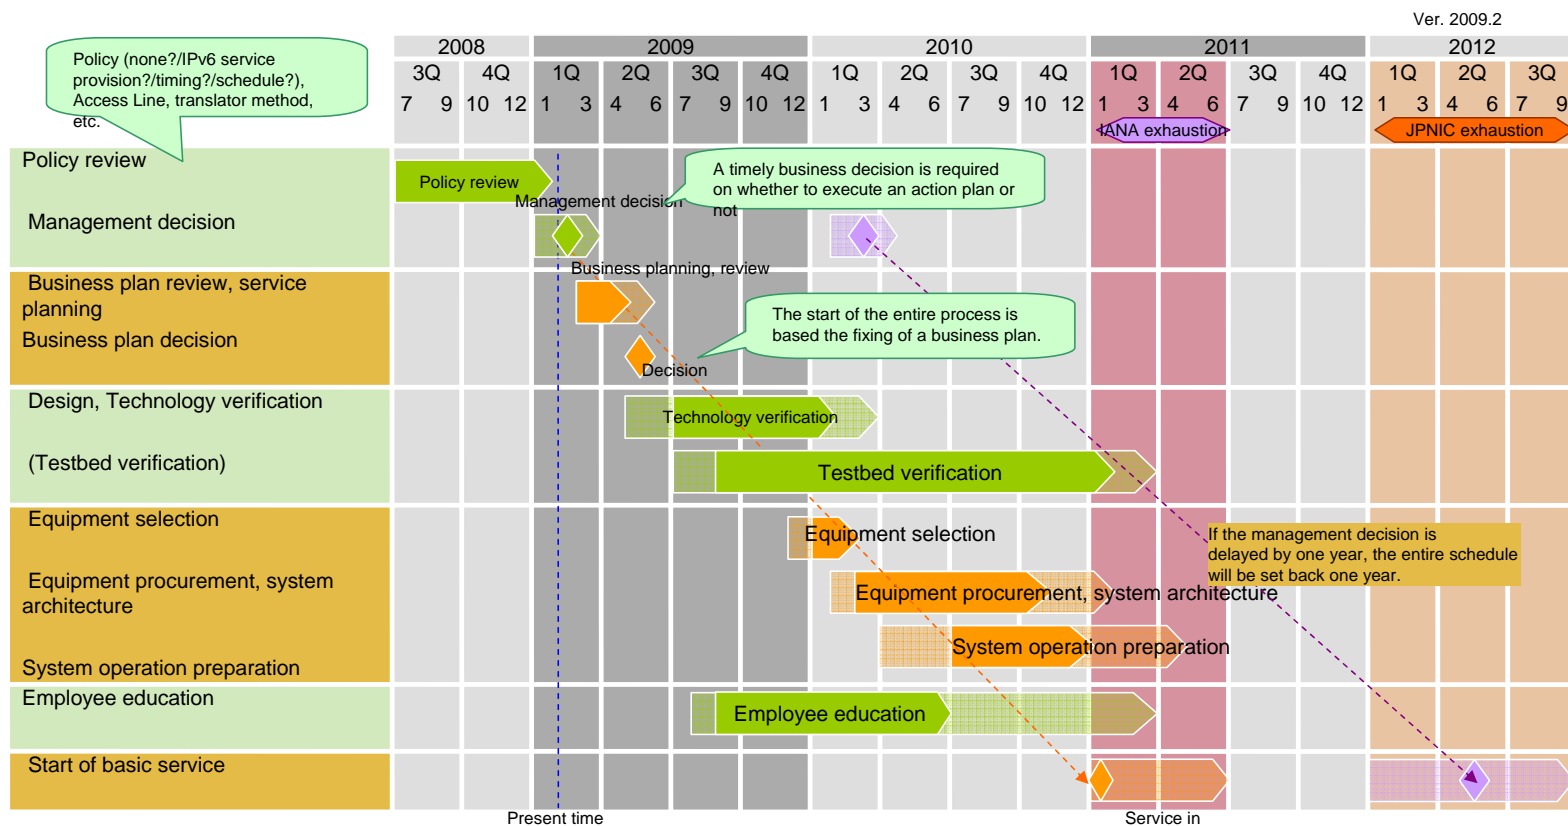 Ver. 2009.2
2008 2009 2010 2011 2012
3Q 4Q 1Q 2Q 3Q 4Q 1Q 2Q 3Q 4Q 1Q 2Q 3Q 4Q 1Q 2Q 3Q
7 9 10 12 1 3 4 6 7 9 10 12 1 3 4 6 7 9 10 12 1 3 4 6 7 9 10 12 1 3 4 6 7 9
IANA exhaustion JPNIC exhaustion
Policy (none?/IPv6 service
provision?/timing?/schedule?),
Access Line, translator method,
etc.
Policy review
Policy review
A timely business decision is required
on whether to execute an action plan or
not
Management decision
Management decision
Business planning, review
Business plan review, service
planning
The start of the entire process is
based the fixing of a business plan.
Business plan decision
Decision
Design, Technology verification
Technology verification
(Testbed verification)
Testbed verification
Equipment selection
Equipment selection
If the management decision is
delayed by one year, the entire schedule
will be set back one year.
Equipment procurement, system
architecture
Equipment procurement, system architecture
System operation preparation
System operation preparation
Employee education
Employee education
Start of basic service
Present time
Service in